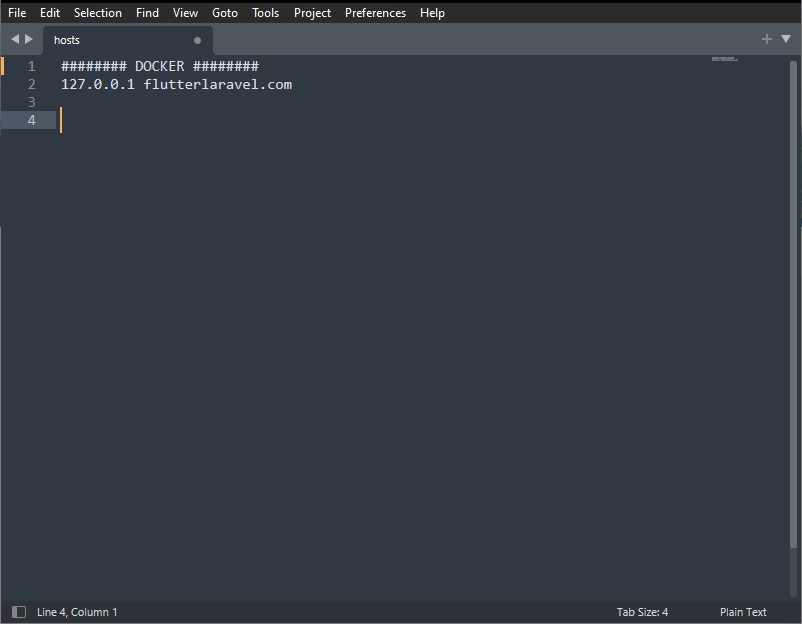 File Edit Selection Find View Goto Tools Project Preferences Help
hosts
1 ######## DOCKER ########
2 127.0.0.1 flutterlaravel.com
3
4
Line 4, Column 1 Tab Size: 4 Plain Text